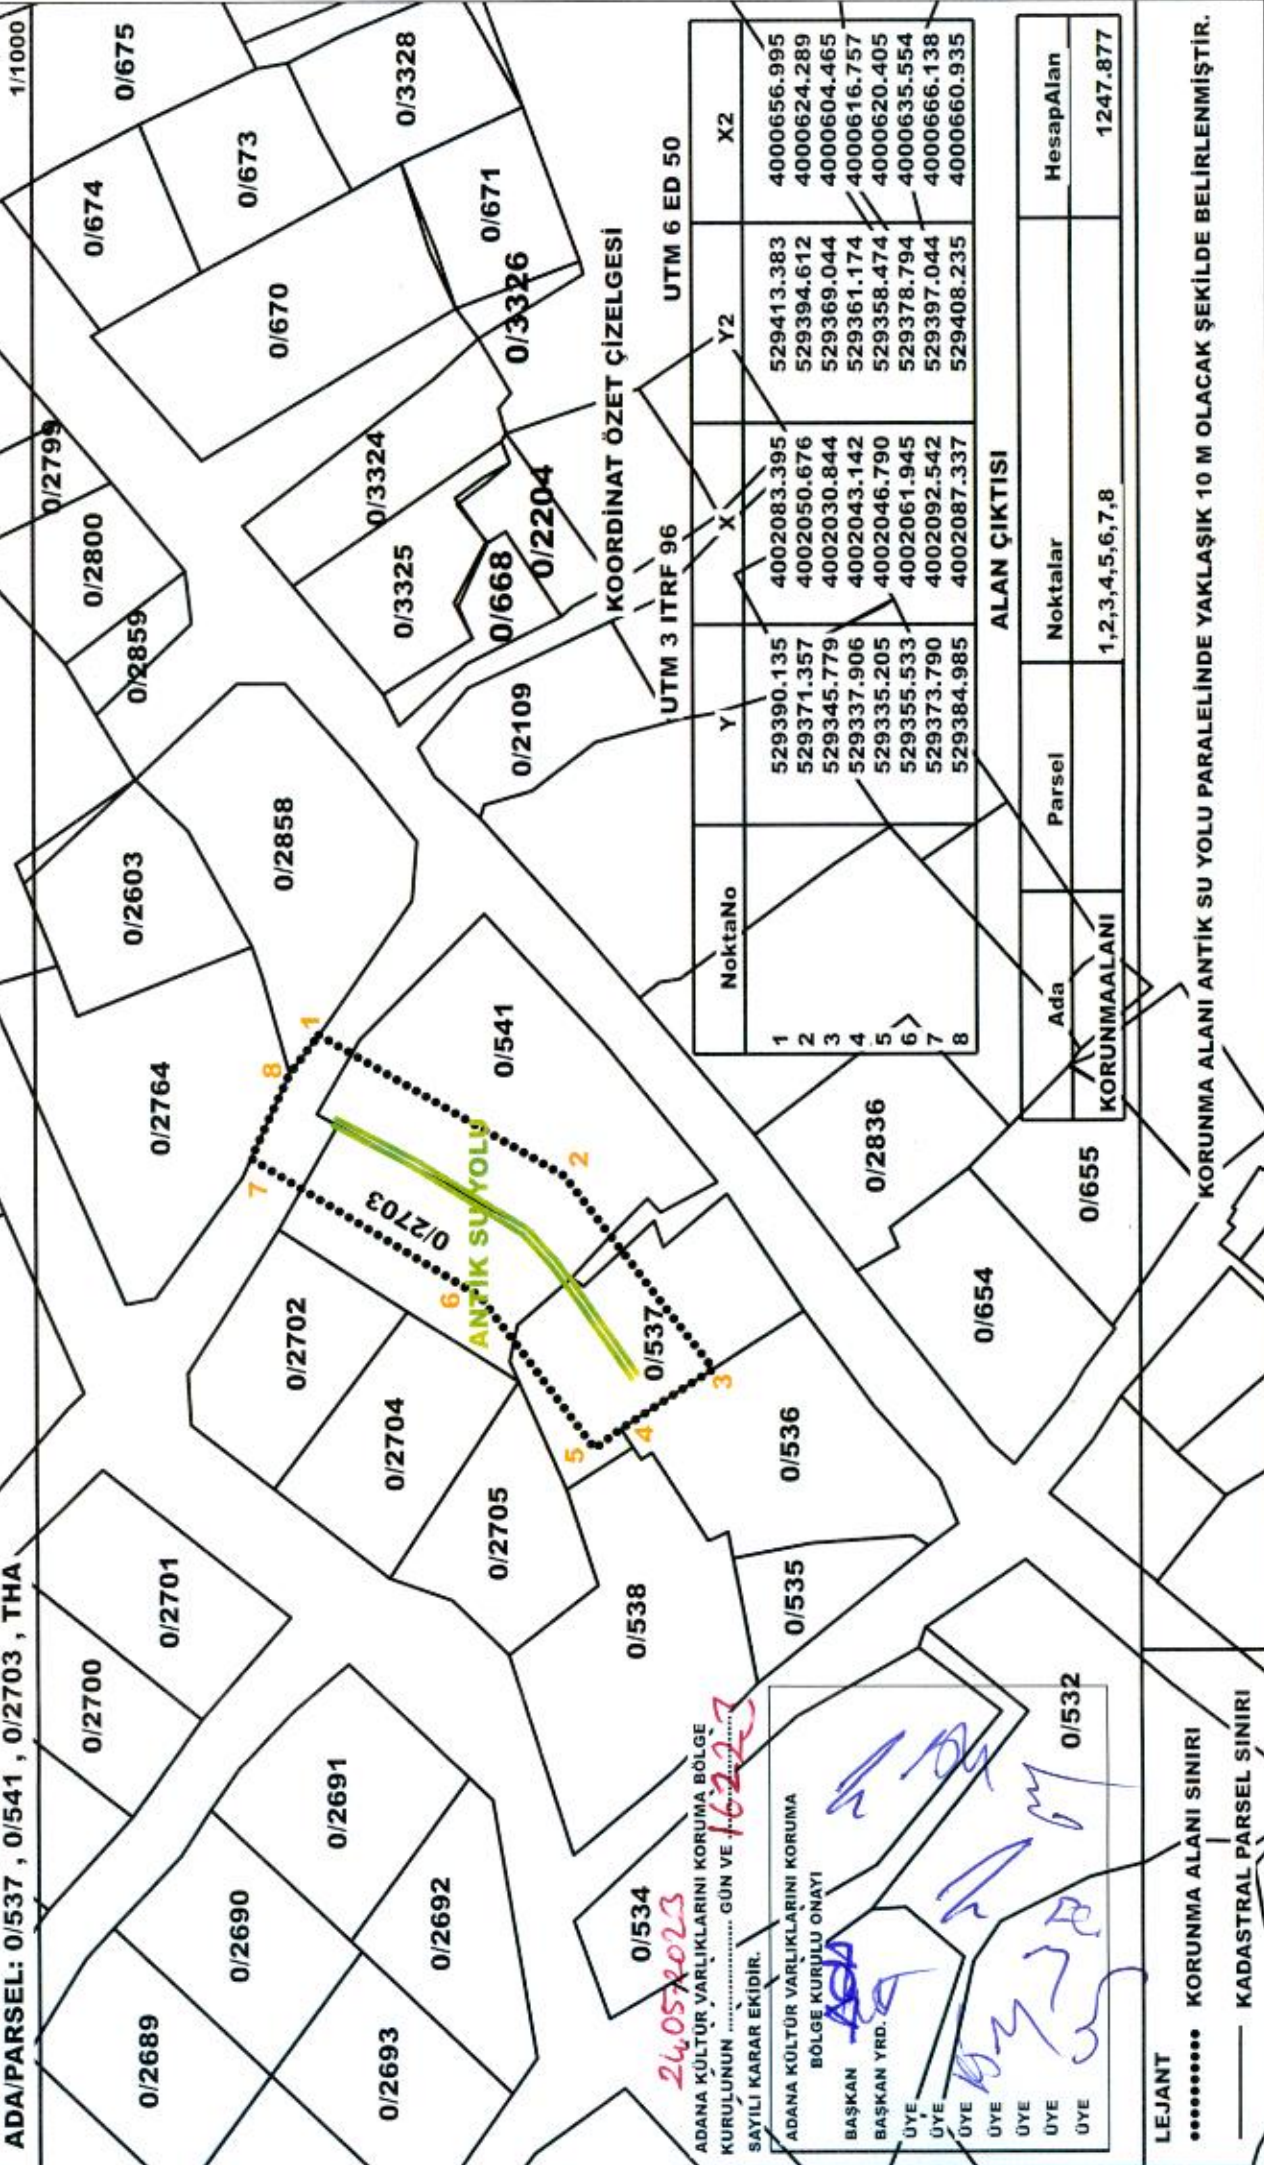 ADA/PARSEL: 0/537 , 0/541 , 0/2703 , THA
1/1000
0/2689
0/2690
0/2691
0/2692
0/2693
0/2700
0/2701
0/2702
0/2704
0/2705
0/2703
0/2764
0/2603
0/2858
0/2859
0/2800
0/2799
0/674
0/675
0/673
0/670
0/3328
0/671
0/3326
0/3324
0/3325
0/668
0/2204
0/2109
0/541
0/537
0/536
0/535
0/538
0/534
0/532
0/2836
0/654
0/655
1
2
3
4
5
6
7
8
ANTİK SU YOLU
KOORDİNAT ÖZET ÇİZELGESİ
UTM 3 ITRF 96 UTM 6 ED 50
NoktaNo Y X Y2 X2
1 529390.135 4002083.395 529413.383 4000656.995
2 529371.357 4002050.676 529394.612 4000624.289
3 529345.779 4002030.844 529369.044 4000604.465
4 529337.906 4002043.142 529361.174 4000616.757
5 529335.205 4002046.790 529358.474 4000620.405
6 529355.533 4002061.945 529378.794 4000635.554
7 529373.790 4002092.542 529397.044 4000666.138
8 529384.985 4002087.337 529408.235 4000660.935
ALAN ÇIKTISI
Ada Parsel Noktalar HesapAlan
KORUNMAALANI 1,2,3,4,5,6,7,8 1247.877
24.05.2023
ADANA KÜLTÜR VARLIKLARINI KORUMA BÖLGE
KURULUNUN .................. GÜN VE 16223
SAYILI KARAR EKİDİR.
ADANA KÜLTÜR VARLIKLARINI KORUMA
BÖLGE KURULU ONAYI
BAŞKAN
BAŞKAN YRD.
ÜYE
ÜYE
ÜYE
ÜYE
ÜYE
ÜYE
ÜYE
LEJANT
KORUNMA ALANI SINIRI
KADASTRAL PARSEL SINIRI
KORUNMA ALANI ANTİK SU YOLU PARALELİNDE YAKLAŞIK 10 M OLACAK ŞEKİLDE BELİRLENMİŞTİR.